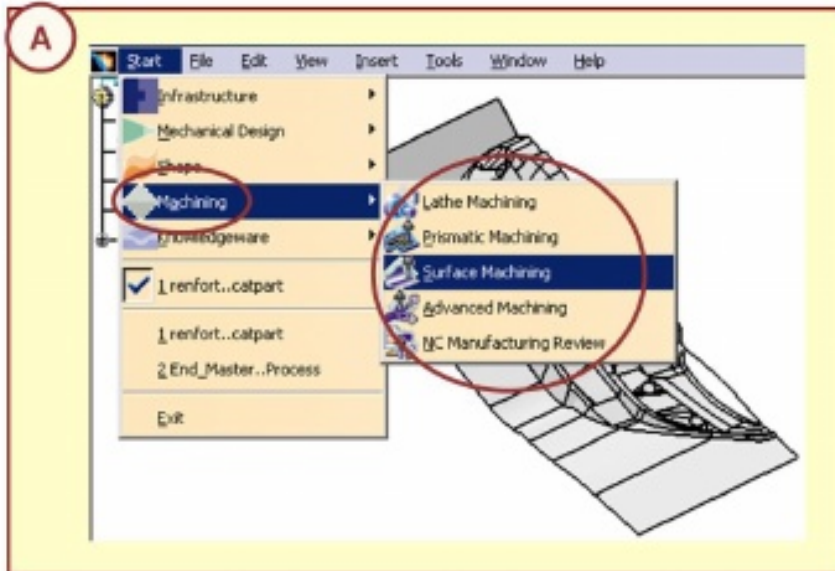 A
Start File Edit View Insert Tools Window Help
Infrastructure
Mechanical Design
Shape
Machining
Knowledgeware
1 renfort..catpart
1 renfort..catpart
2 End_Master..Process
Exit
Lathe Machining
Prismatic Machining
Surface Machining
Advanced Machining
NC Manufacturing Review